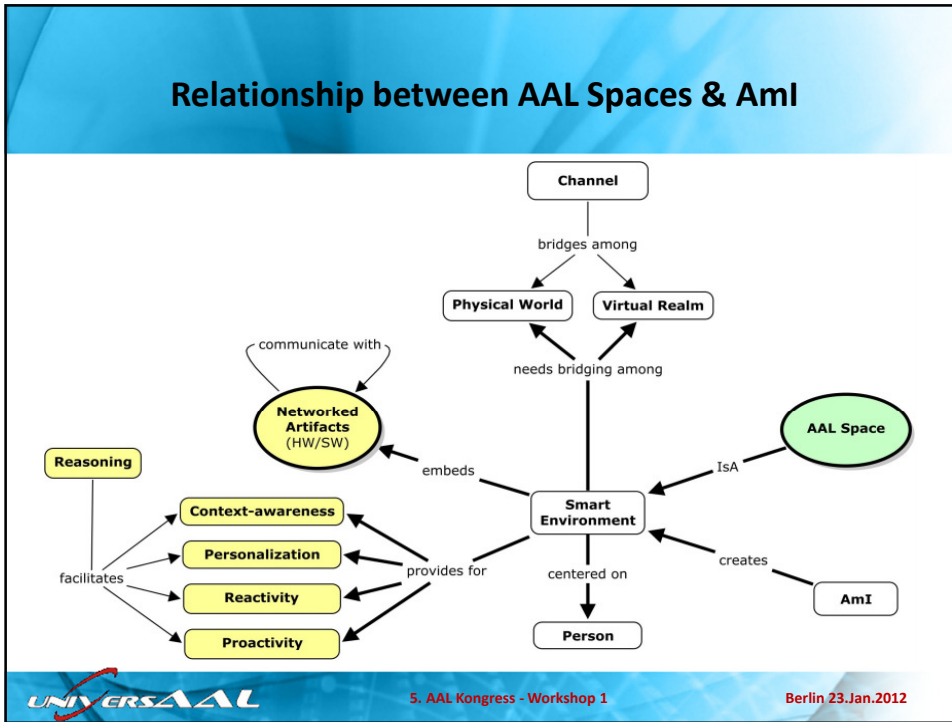 Relationship between AAL Spaces & AmI
Channel
bridges among
Physical World
Virtual Realm
communicate with
needs bridging among
Networked
Artifacts
(HW/SW)
AAL Space
Reasoning
embeds
IsA
Context-awareness
Smart
Environment
Personalization
facilitates
provides for
centered on
creates
Reactivity
AmI
Proactivity
Person
UNIVERSAAL
5. AAL Kongress - Workshop 1
Berlin 23.Jan.2012